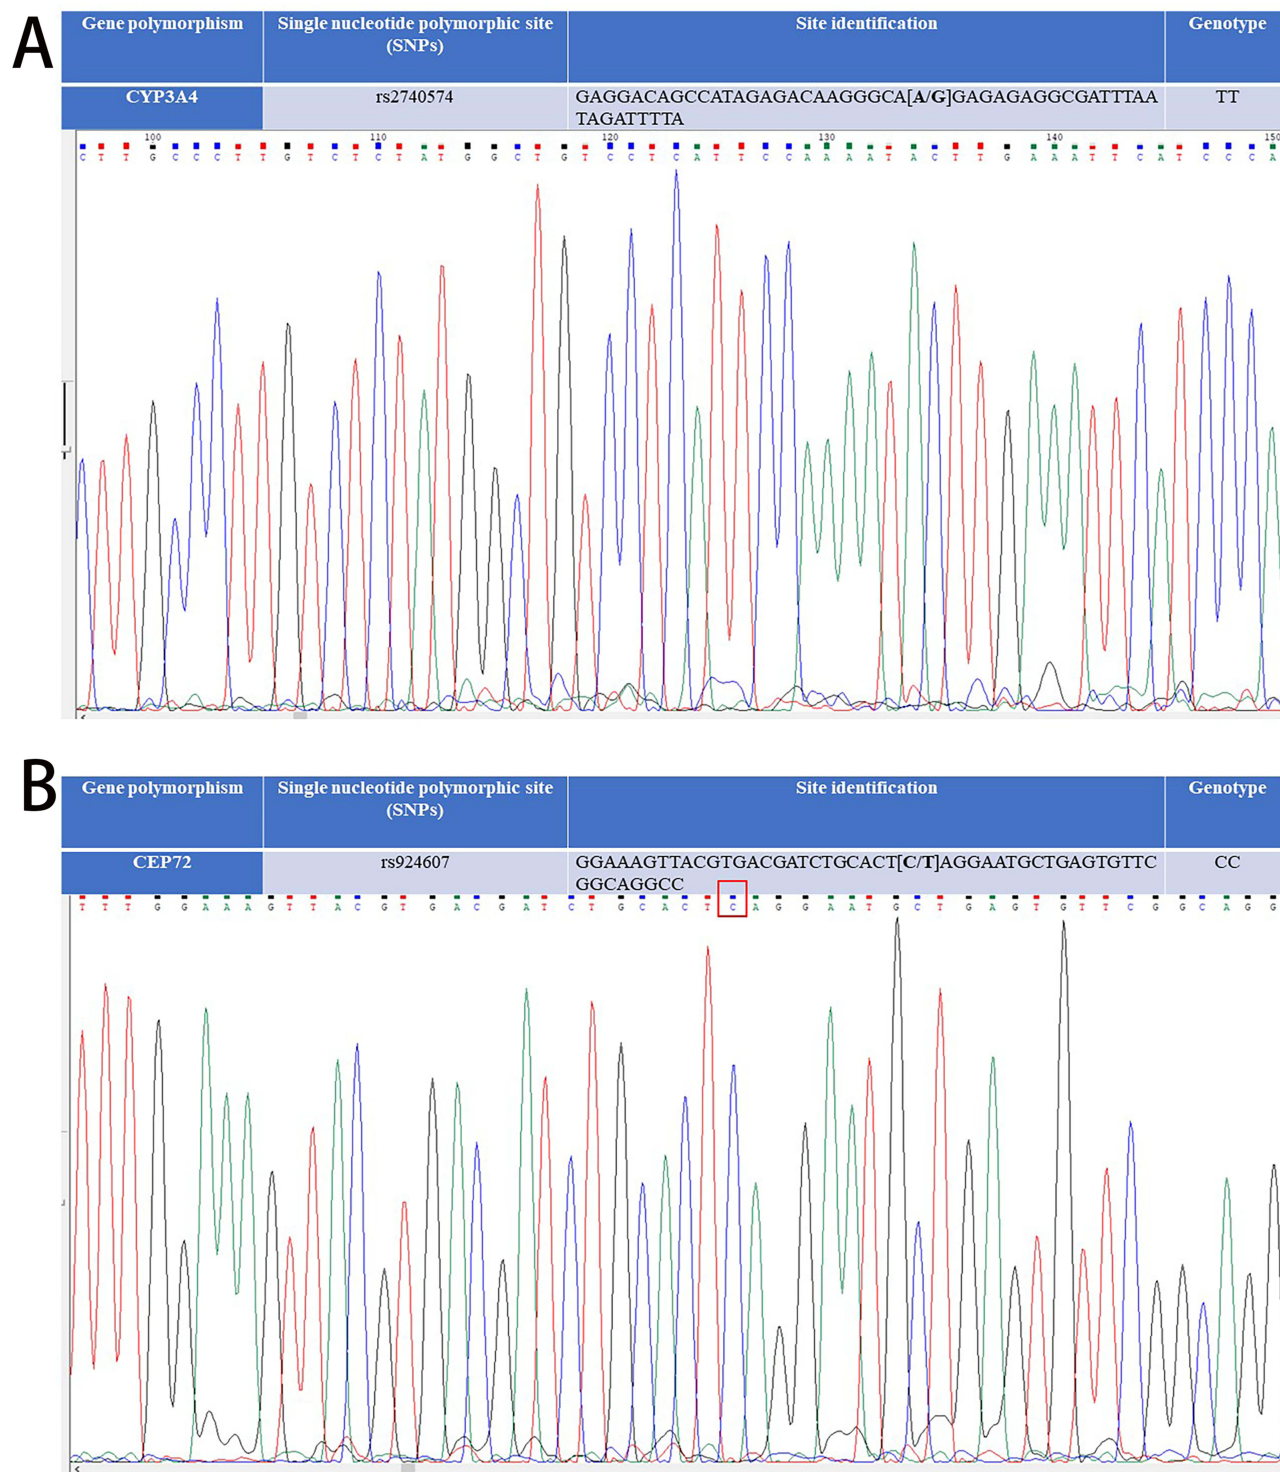 A
Gene polymorphism Single nucleotide polymorphic site (SNPs) Site identification Genotype
CYP3A4 rs2740574 GAGGACAGCCATAGAGACAAGGGCA[A/G]GAGAGAGGCGATTTAA TT
TAGATTTTA
100 110 120 130 140 150
C T T G C C C T T G T C T C T A T G G C T G T C C T C A T T C C A A A A T A C T T G A A A T T C A T C C C A
B
Gene polymorphism Single nucleotide polymorphic site (SNPs) Site identification Genotype
CEP72 rs924607 GGAAAGTTACGTGACGATCTGCACT[C/T]AGGAATGCTGAGTGTTC CC
GGCAGGCC
T T T G G A A A G T T A C G T G A C G A T C T G C A C T C A G G A A T G C T G A G T G T T C G G C A G G